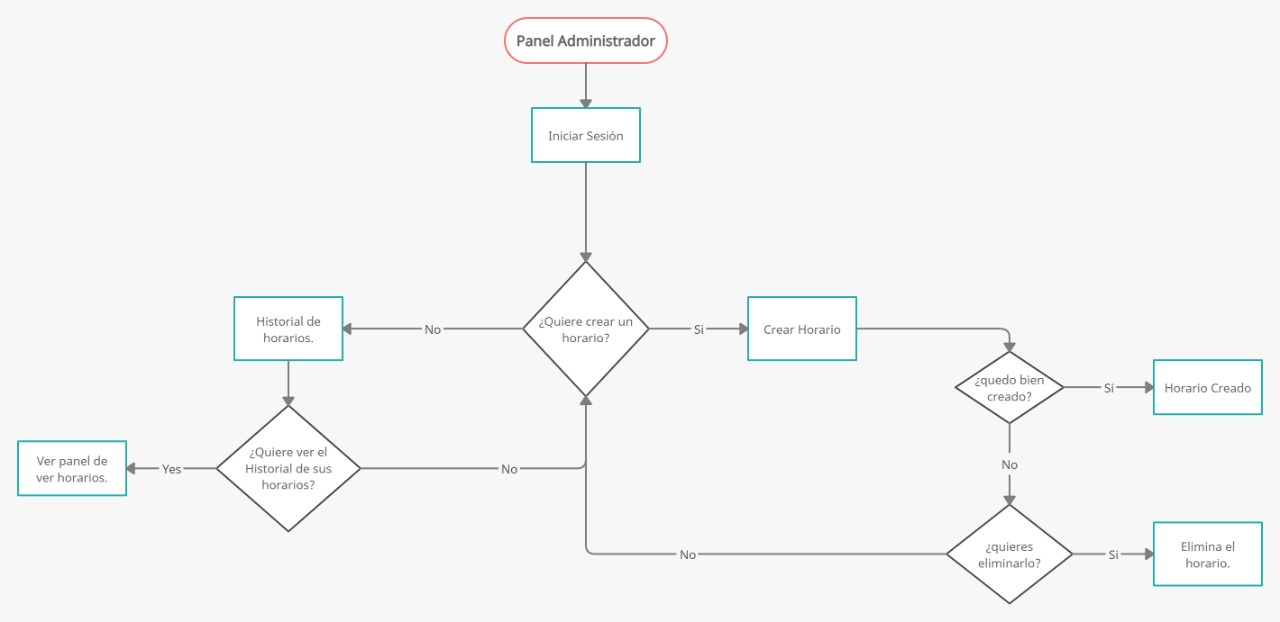 Panel Administrador
Iniciar Sesión
¿Quiere crear un
horario?
No
Si
Historial de
horarios.
Crear Horario
¿quedo bien
creado?
Si
Horario Creado
¿Quiere ver el
Historial de sus
horarios?
Yes
Ver panel de
ver horarios.
No
No
¿quieres
eliminarlo?
Si
Elimina el
horario.
No